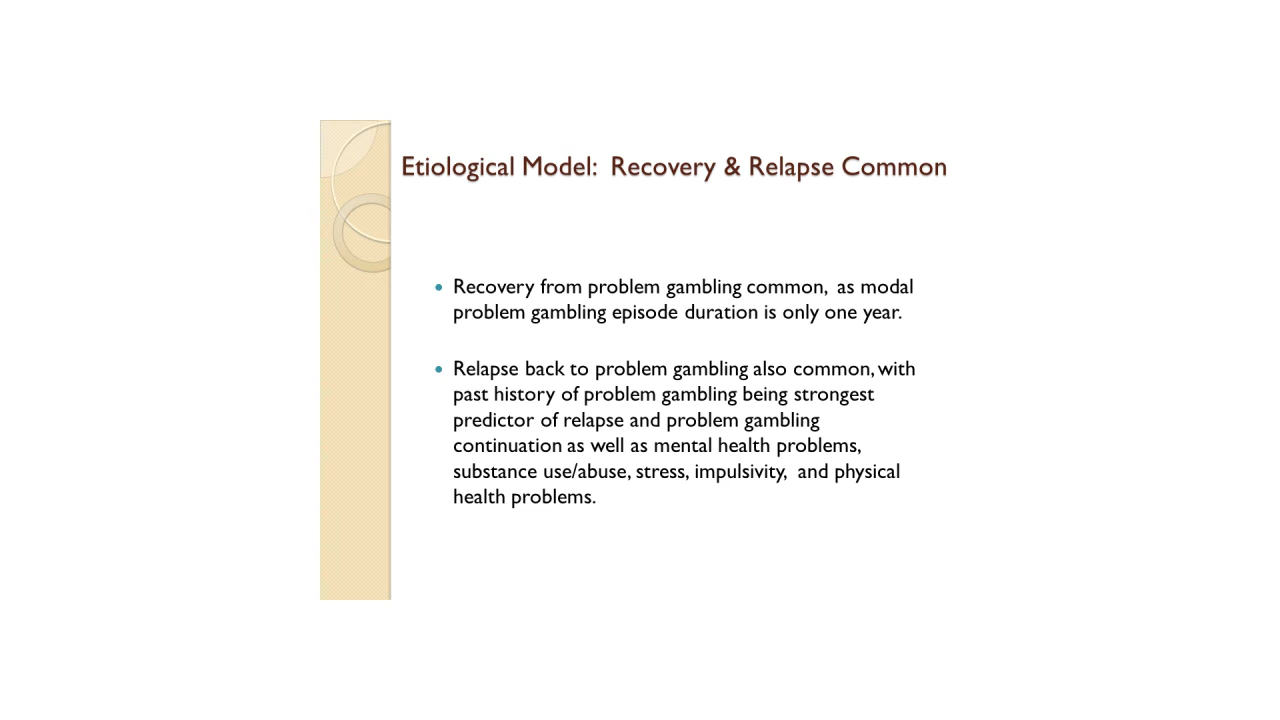 Etiological Model:  Recovery & Relapse Common
• Recovery from problem gambling common,  as modal
problem gambling episode duration is only one year.
• Relapse back to problem gambling also common, with
past history of problem gambling being strongest
predictor of relapse and problem gambling
continuation as well as mental health problems,
substance use/abuse, stress, impulsivity,  and physical
health problems.